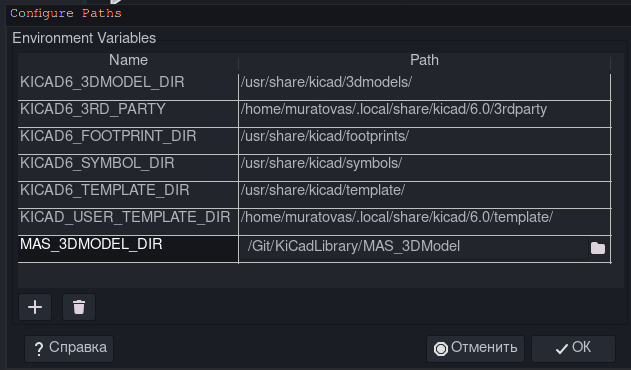 Configure Paths
Environment Variables
Name Path
KICAD6_3DMODEL_DIR /usr/share/kicad/3dmodels/
KICAD6_3RD_PARTY /home/muratovas/.local/share/kicad/6.0/3rdparty
KICAD6_FOOTPRINT_DIR /usr/share/kicad/footprints/
KICAD6_SYMBOL_DIR /usr/share/kicad/symbols/
KICAD6_TEMPLATE_DIR /usr/share/kicad/template/
KICAD_USER_TEMPLATE_DIR /home/muratovas/.local/share/kicad/6.0/template/
MAS_3DMODEL_DIR /Git/KiCadLibrary/MAS_3DModel
Справка Отменить OK